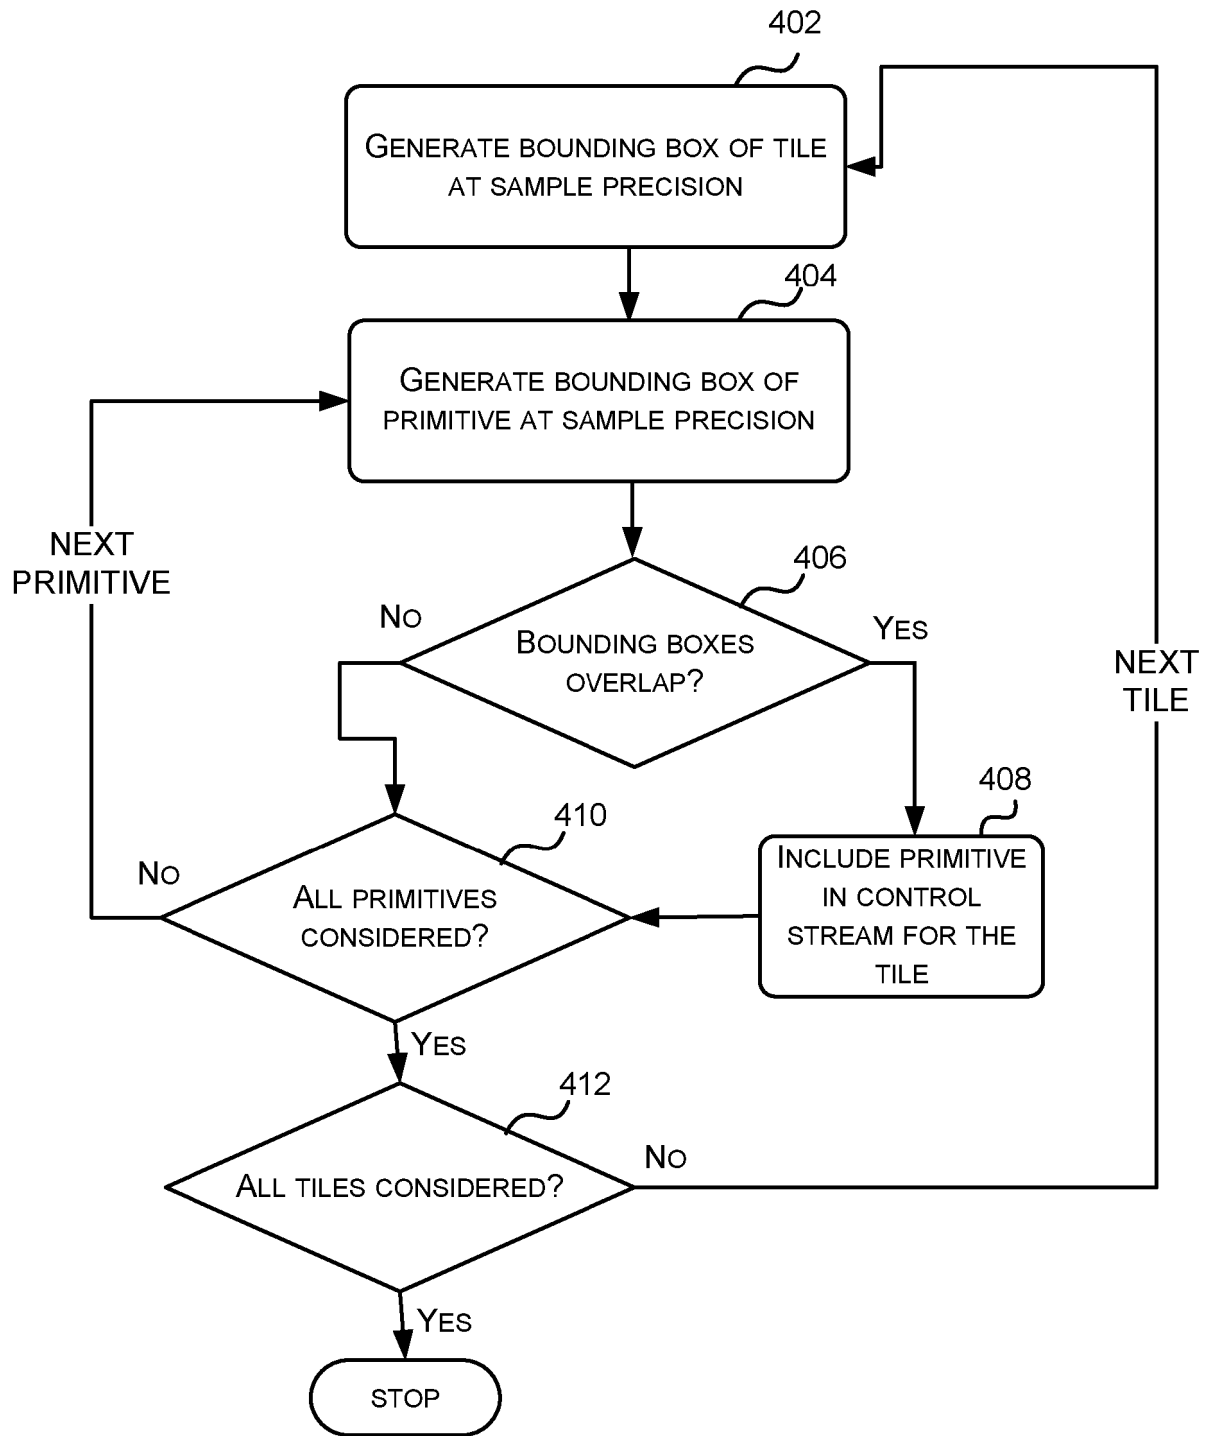 402
GENERATE BOUNDING BOX OF TILE
AT SAMPLE PRECISION
404
GENERATE BOUNDING BOX OF
PRIMITIVE AT SAMPLE PRECISION
NEXT
PRIMITIVE
406
NO
YES
BOUNDING BOXES
OVERLAP?
NEXT
TILE
408
410
NO
INCLUDE PRIMITIVE
IN CONTROL
STREAM FOR THE
TILE
ALL PRIMITIVES
CONSIDERED?
YES
412
NO
ALL TILES CONSIDERED?
YES
STOP